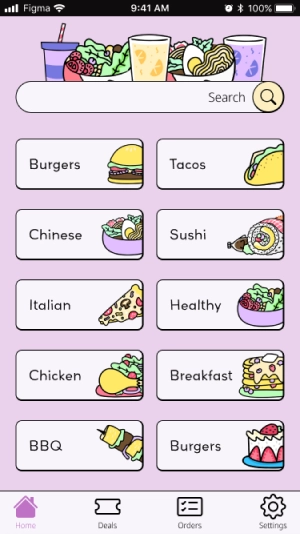 Figma 9:41 AM 100%
Search
Burgers Tacos
Chinese Sushi
Italian Healthy
Chicken Breakfast
BBQ Burgers
Home Deals Orders Settings